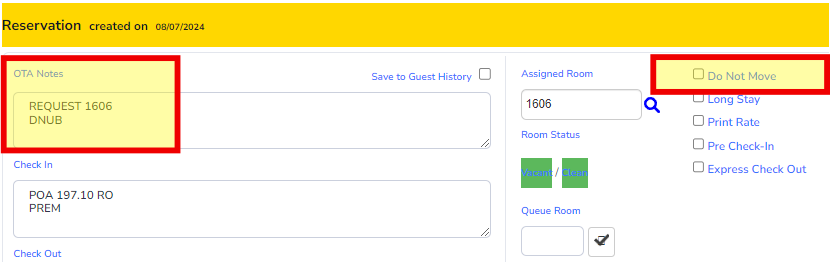 Reservation created on 08/07/2024
OTA Notes
Save to Guest History
REQUEST 1606
DNUB
Check In
POA 197.10 RO
PREM
Check Out
Assigned Room
1606
Room Status
Vacant / Clean
Queue Room
Do Not Move
Long Stay
Print Rate
Pre Check-In
Express Check Out